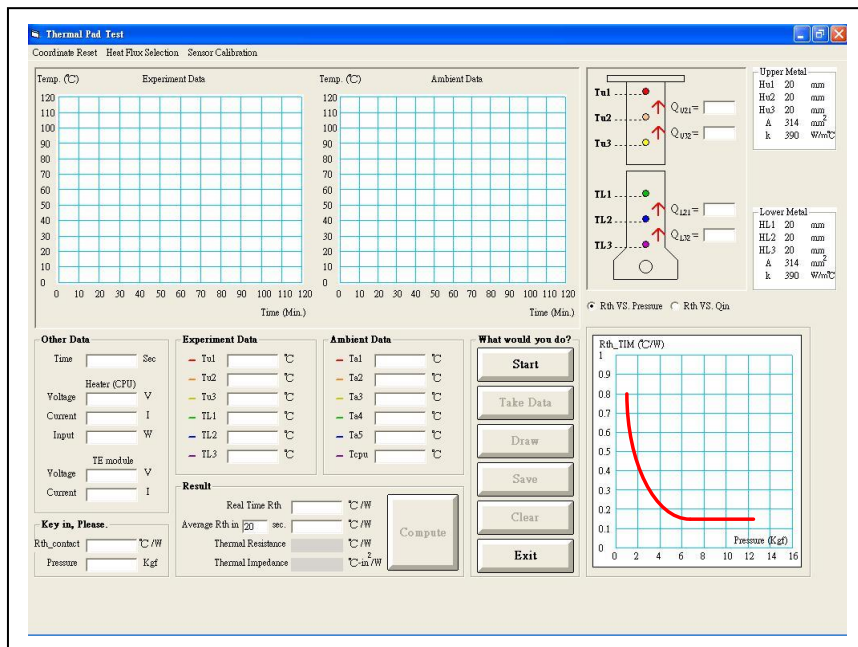 Thermal Pad Test
Coordinate Reset Heat Flux Selection Sensor Calibration
Temp. (℃) Experiment Data
120
110
100
90
80
70
60
50
40
30
20
10
0
0 10 20 30 40 50 60 70 80 90 100 110 120
Time (Min.)
Temp. (℃) Ambient Data
120
110
100
90
80
70
60
50
40
30
20
10
0
0 10 20 30 40 50 60 70 80 90 100 110 120
Time (Min.)
Tu1
Tu2
Tu3
QU21=
QU32=
TL1
TL2
TL3
QL21=
QL32=
Upper Metal
Hu1 20 mm
Hu2 20 mm
Hu3 20 mm
A 314 mm2
k 390 W/m℃
Lower Metal
HL1 20 mm
HL2 20 mm
HL3 20 mm
A 314 mm2
k 390 W/m℃
Rth VS. Pressure Rth VS. Qin
Other Data
Time Sec
Heater (CPU)
Voltage V
Current I
Input W
TE module
Voltage V
Current I
Key in, Please.
Rth_contact ℃/W
Pressure Kgf
Experiment Data
Tu1 ℃
Tu2 ℃
Tu3 ℃
TL1 ℃
TL2 ℃
TL3 ℃
Ambient Data
Ta1 ℃
Ta2 ℃
Ta3 ℃
Ta4 ℃
Ta5 ℃
Tcpu ℃
Result
Real Time Rth ℃/W
Average Rth in 20 sec. ℃/W
Thermal Resistance ℃/W
Thermal Impedance ℃-in2/W
Compute
What would you do?
Start
Take Data
Draw
Save
Clear
Exit
Rth_TIM (℃/W)
1
0.9
0.8
0.7
0.6
0.5
0.4
0.3
0.2
0.1
0
Pressure (Kgf)
0 2 4 6 8 10 12 14 16